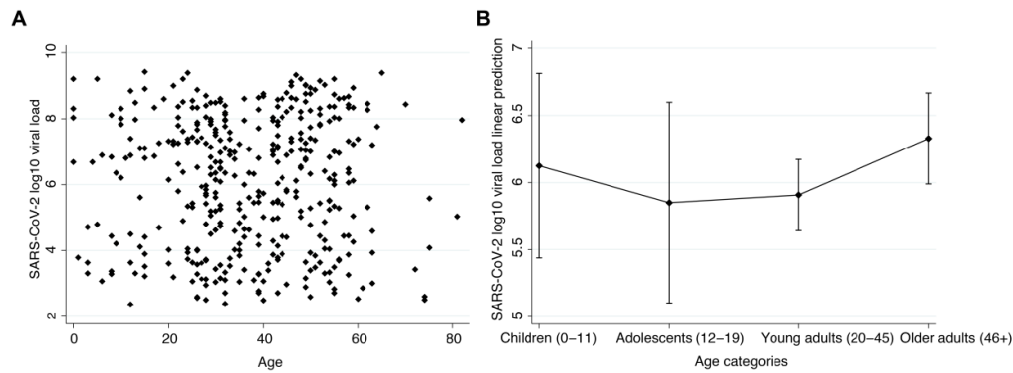 A
SARS-CoV-2 log10 viral load
10
8
6
4
2
0 20 40 60 80
Age
B
SARS-CoV-2 log10 viral load linear prediction
7
6.5
6
5.5
5
Children (0–11) Adolescents (12–19) Young adults (20–45) Older adults (46+)
Age categories